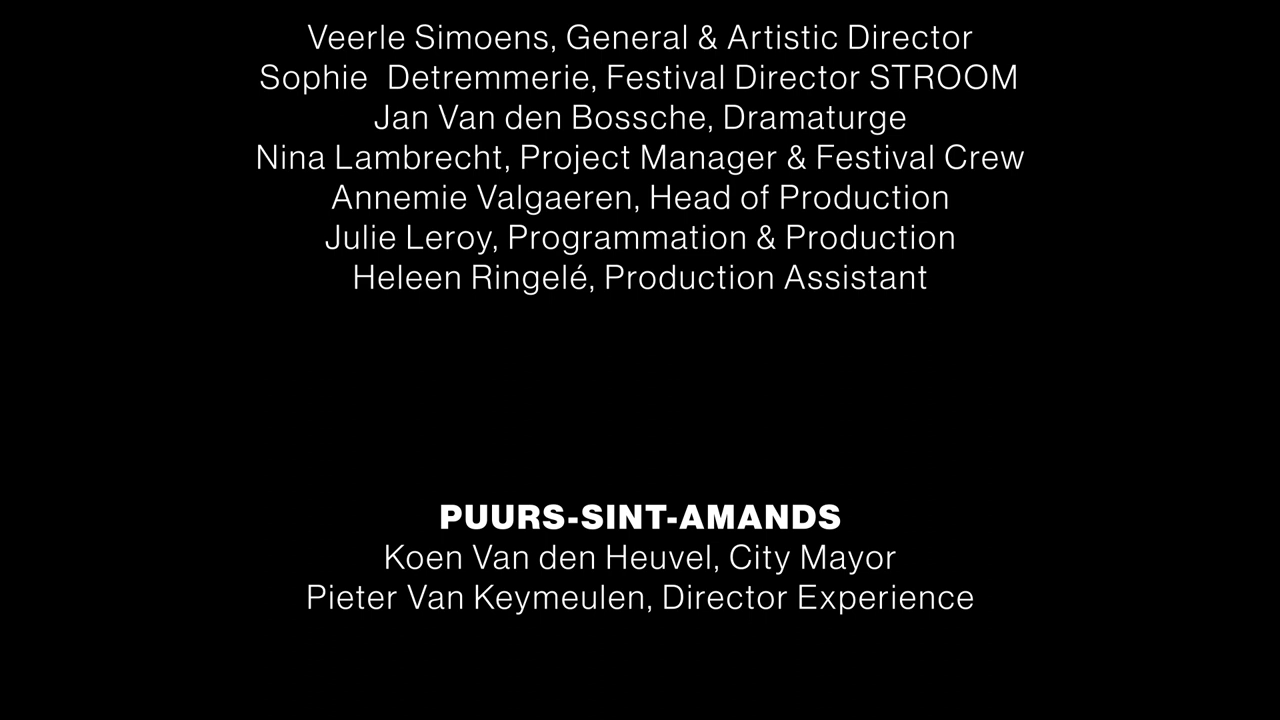 Veerle Simoens, General & Artistic Director
Sophie  Detremmerie, Festival Director STROOM
Jan Van den Bossche, Dramaturge
Nina Lambrecht, Project Manager & Festival Crew
Annemie Valgaeren, Head of Production
Julie Leroy, Programmation & Production
Heleen Ringelé, Production Assistant
PUURS-SINT-AMANDS
Koen Van den Heuvel, City Mayor
Pieter Van Keymeulen, Director Experience